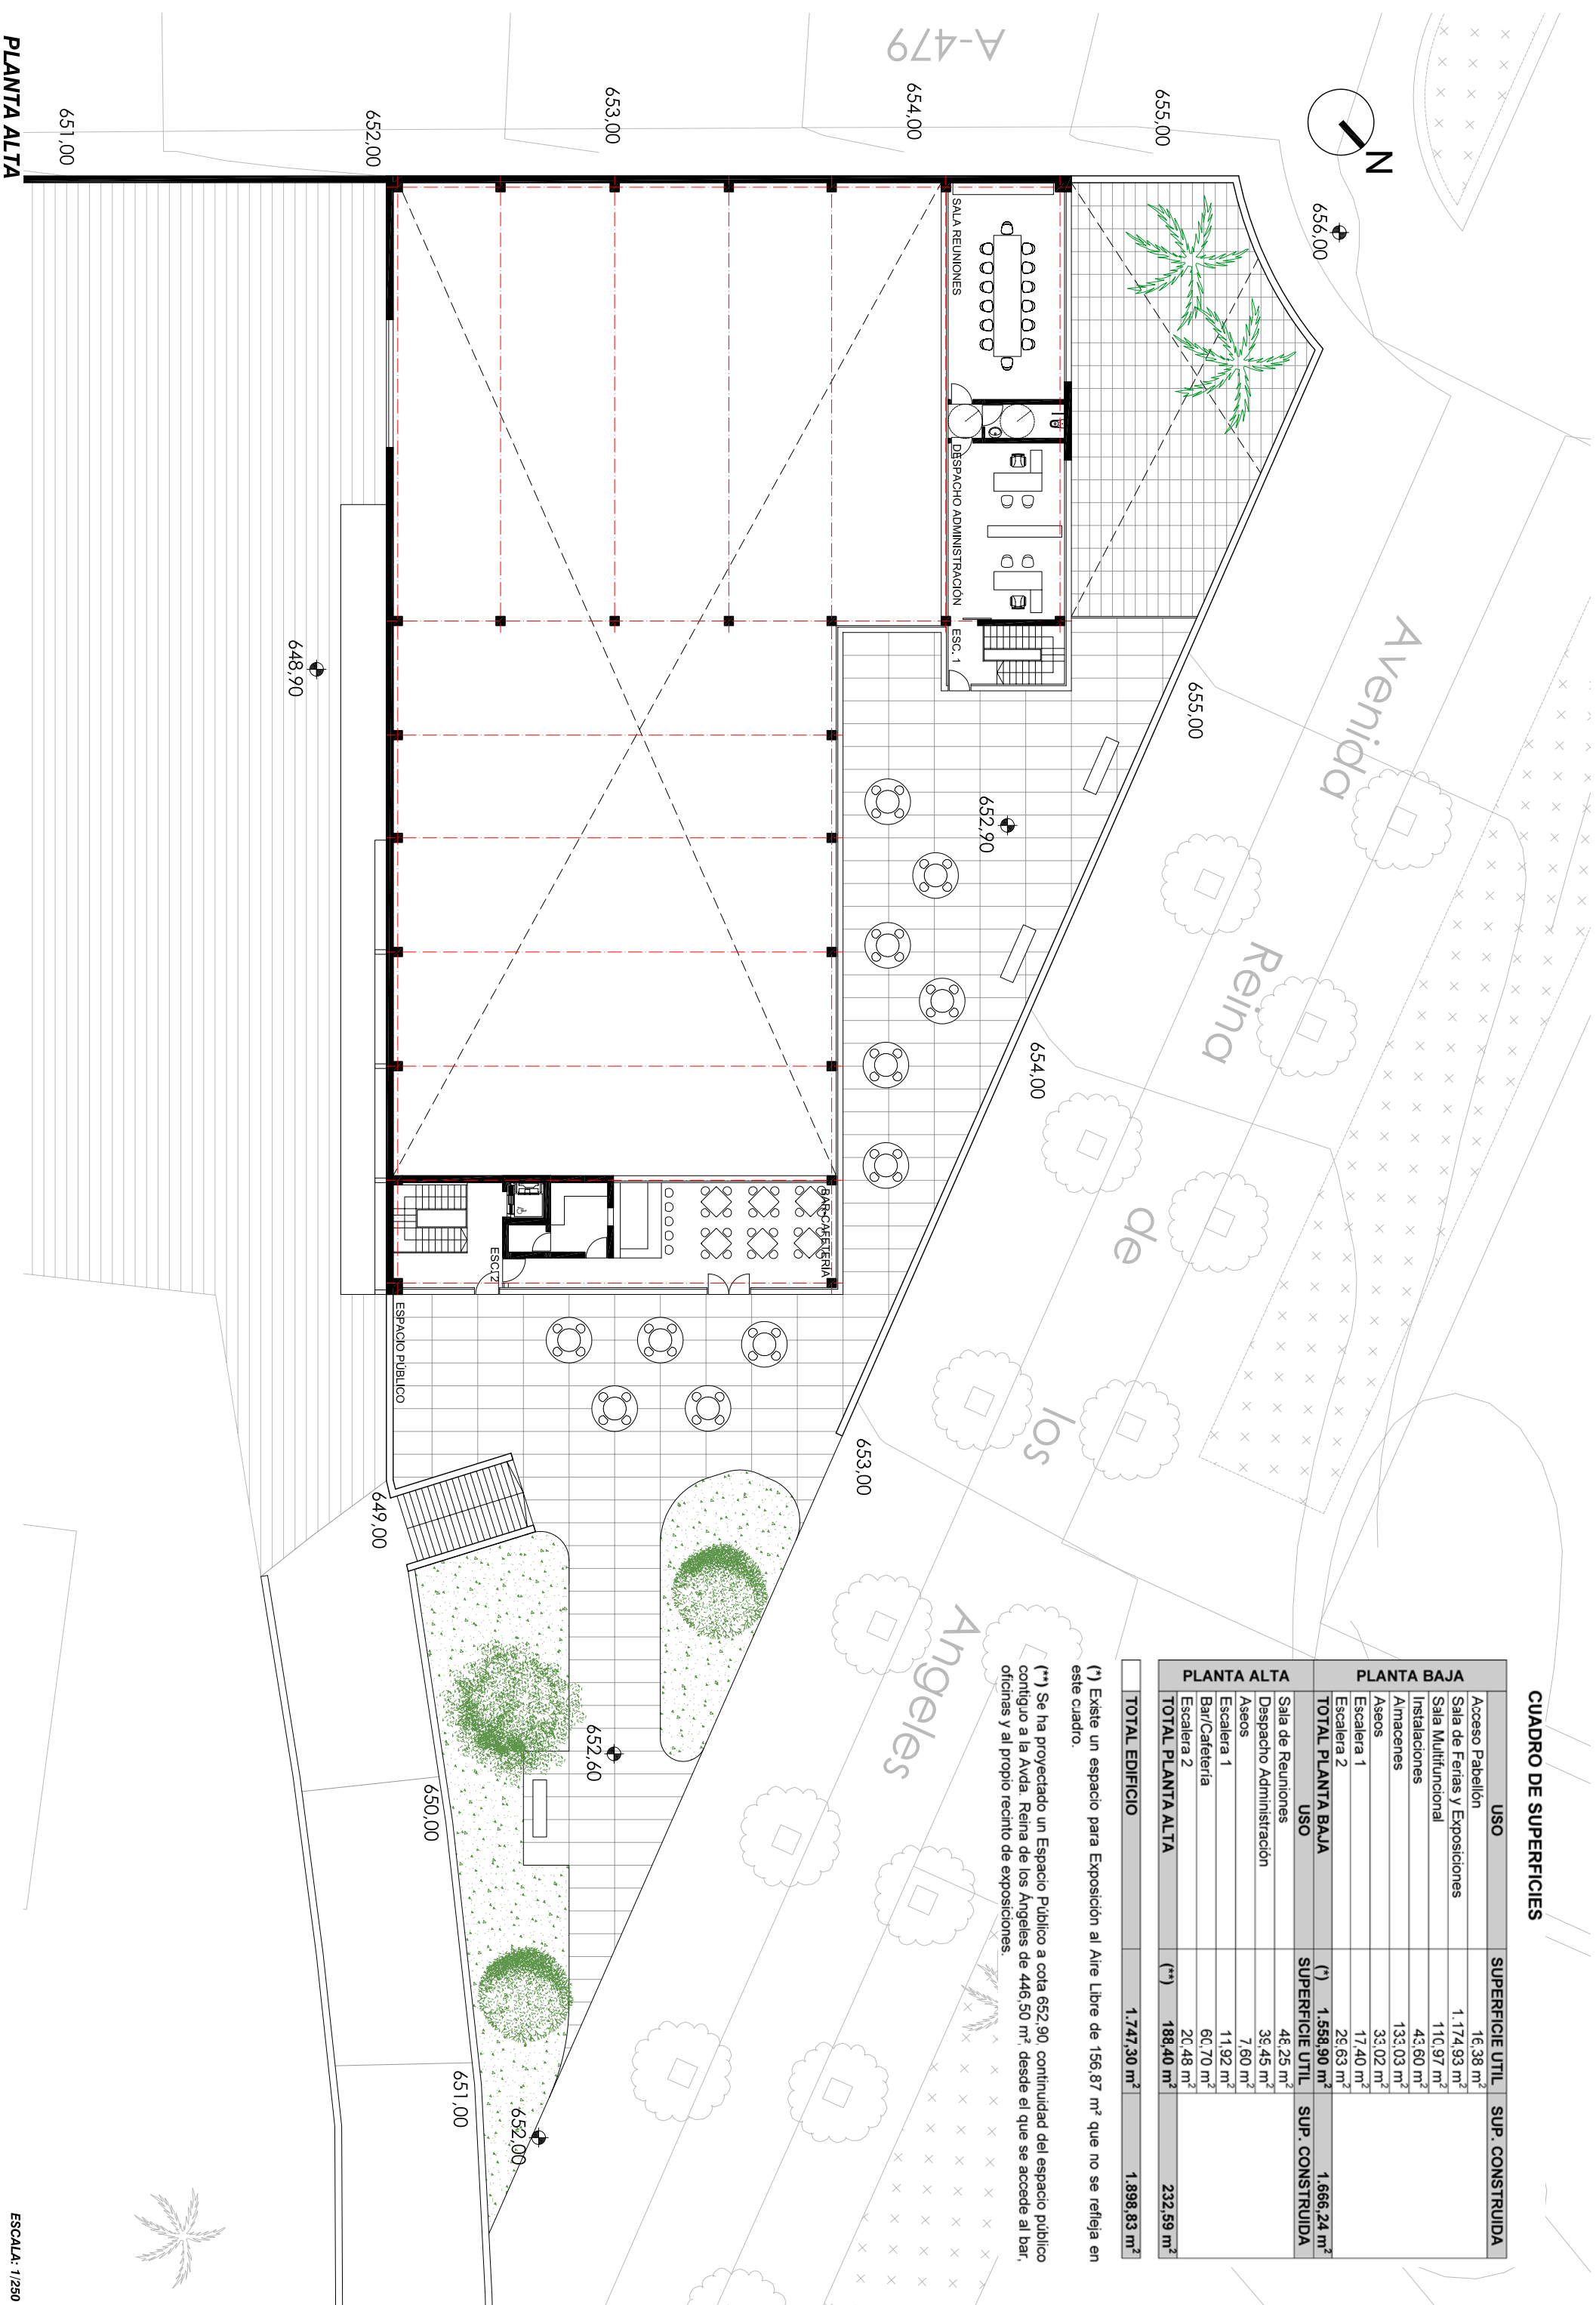 CUADRO DE SUPERFICIES
PLANTA BAJA
USO SUPERFICIE UTIL SUP. CONSTRUIDA
Acceso Pabellón 16,38 m²
Sala de Ferias y Exposiciones 1.174,93 m²
Sala Multifuncional 110,97 m²
Instalaciones 43,60 m²
Almacenes 133,03 m²
Aseos 33,02 m²
Escalera 1 17,40 m²
Escalera 2 29,63 m²
TOTAL PLANTA BAJA (*) 1.558,90 m² 1.666,24 m²
PLANTA ALTA
USO SUPERFICIE UTIL SUP. CONSTRUIDA
Sala de Reuniones 48,25 m²
Despacho Administración 39,45 m²
Aseos 7,60 m²
Escalera 1 11,92 m²
Bar/Cafetería 60,70 m²
Escalera 2 20,48 m²
TOTAL PLANTA ALTA (**) 188,40 m² 232,59 m²
TOTAL EDIFICIO 1.747,30 m² 1.898,83 m²
(*) Existe un espacio para Exposición al Aire Libre de 156,87 m² que no se refleja en
este cuadro.
(**) Se ha proyectado un Espacio Público a cota 652,90, continuidad del espacio público
contiguo a la Avda. Reina de los Ángeles de 446,50 m², desde el que se accede al bar,
oficinas y al propio recinto de exposiciones.
N
656,00
A-479
655,00
654,00
653,00
652,00
651,00
Avenida
Reina
de
los
Angeles
655,00
654,00
653,00
652,90
652,60
652,00
651,00
650,00
649,00
648,90
SALA REUNIONES
DESPACHO ADMINISTRACIÓN
ESC. 1
BAR-CAFETERIA
ESC. 2
ESPACIO PÚBLICO
PLANTA ALTA
ESCALA: 1/250